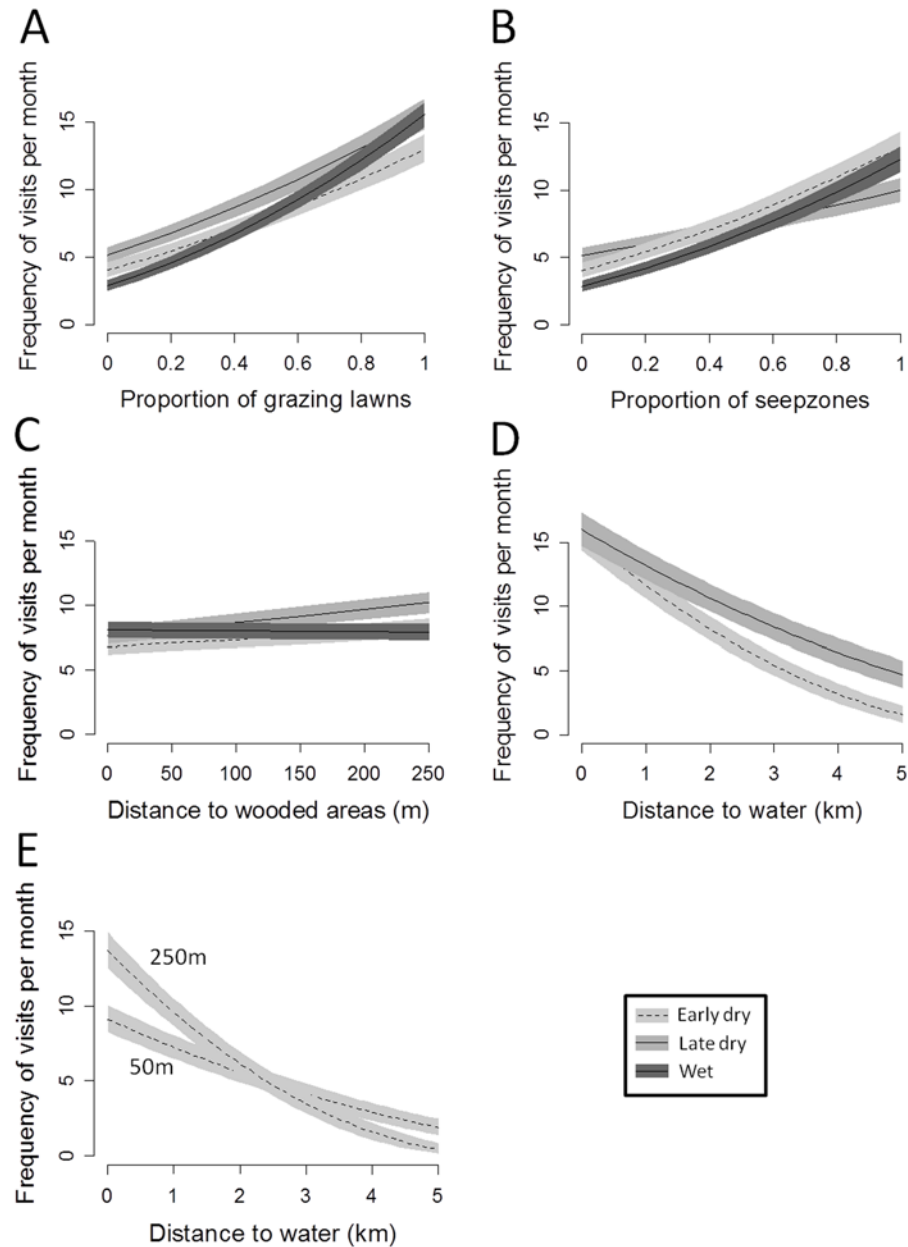 A
Frequency of visits per month
15
10
5
0
0 0.2 0.4 0.6 0.8 1
Proportion of grazing lawns
B
Frequency of visits per month
15
10
5
0
0 0.2 0.4 0.6 0.8 1
Proportion of seepzones
C
Frequency of visits per month
15
10
5
0
0 50 100 150 200 250
Distance to wooded areas (m)
D
Frequency of visits per month
15
10
5
0
0 1 2 3 4 5
Distance to water (km)
E
Frequency of visits per month
15
10
5
0
250m
50m
0 1 2 3 4 5
Distance to water (km)
Early dry
Late dry
Wet